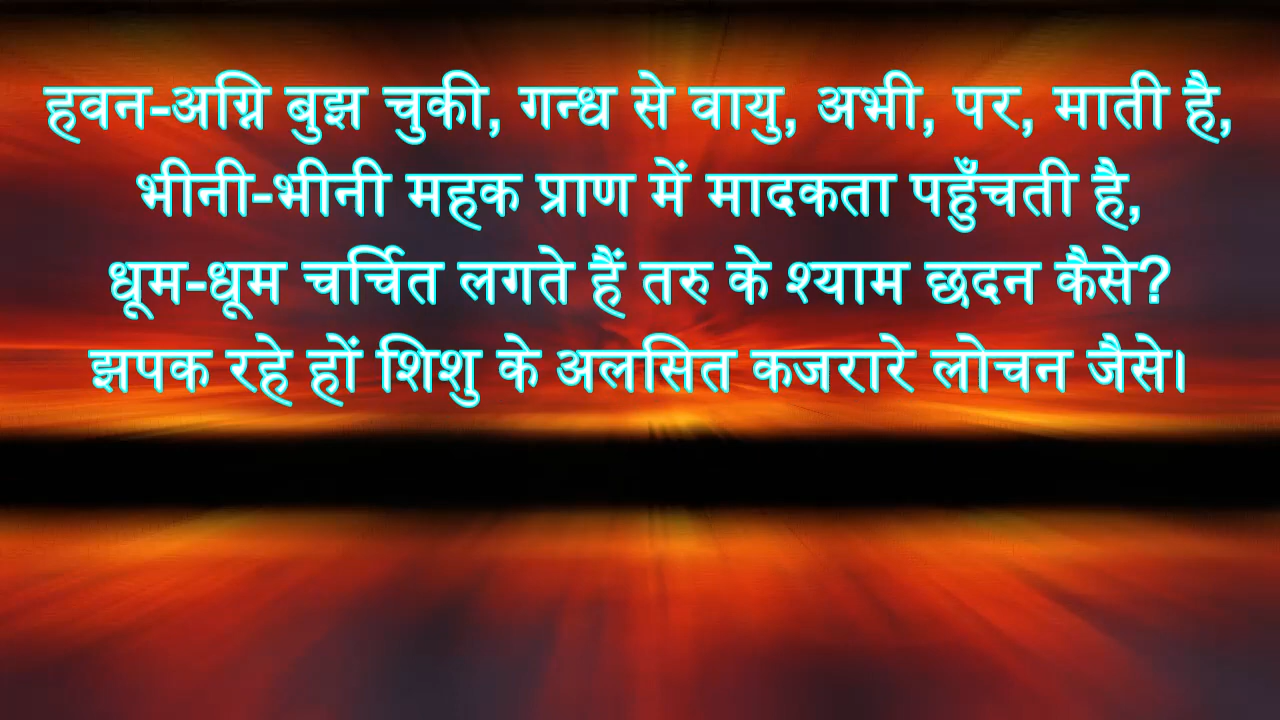 हवन-अग्नि बुझ चुकी, गन्ध से वायु, अभी, पर, माती है,
भीनी-भीनी महक प्राण में मादकता पहुँचती है,
धूम-धूम चर्चित लगते हैं तरु के श्याम छदन कैसे?
झपक रहे हों शिशु के अलसित कजरारे लोचन जैसे।